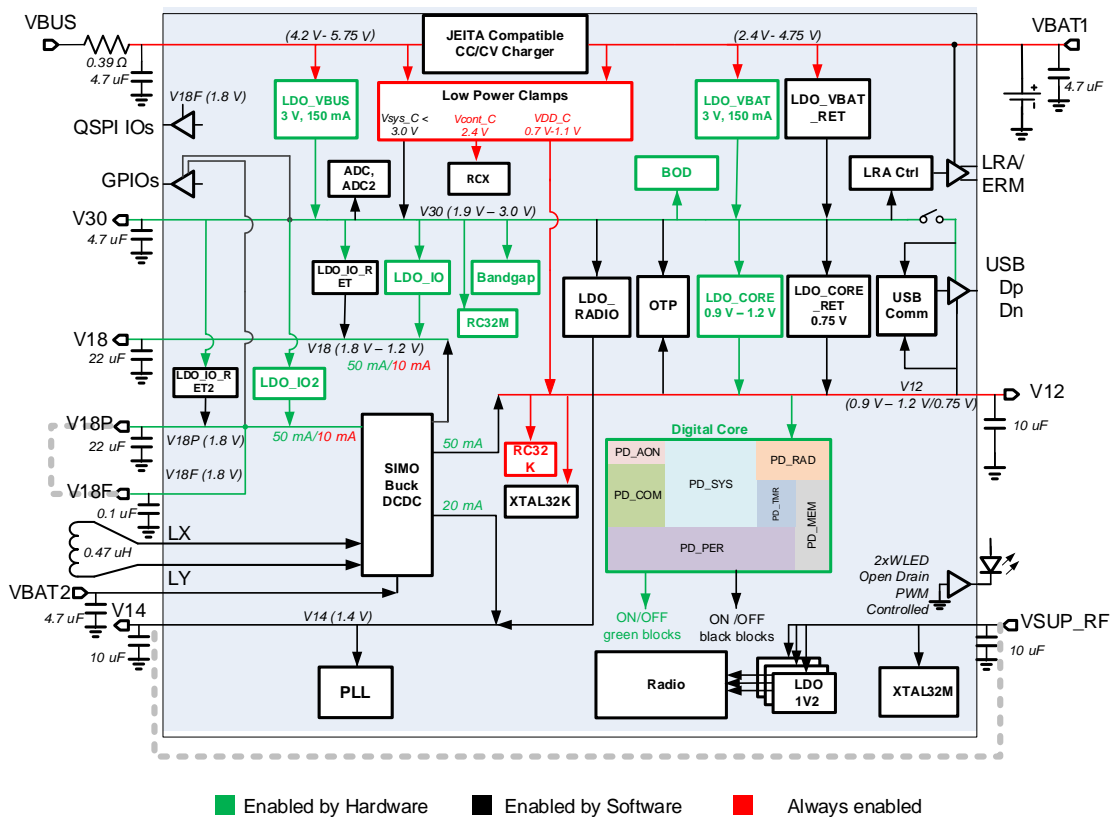 VBUS
(4.2 V- 5.75 V)
JEITA Compatible
CC/CV Charger
(2.4 V- 4.75 V)
VBAT1
0.39 Ω
4.7 uF
4.7 uF
V18F (1.8 V)
QSPI IOs
LDO_VBUS
3 V, 150 mA
Low Power Clamps
Vsys_C <
3.0 V
Vcont_C
2.4 V
VDD_C
0.7 V-1.1 V
LDO_VBAT
3 V, 150 mA
LDO_VBAT
_RET
GPIOs
ADC,
ADC2
RCX
BOD
LRA Ctrl
LRA/
ERM
V30
V30 (1.9 V – 3.0 V)
4.7 uF
LDO_IO_R
ET
LDO_IO
Bandgap
RC32M
LDO_
RADIO
OTP
LDO_CORE
0.9 V – 1.2 V
LDO_CORE
_RET
0.75 V
USB
Comm
USB
Dp
Dn
V18
V18 (1.8 V – 1.2 V)
22 uF
50 mA/10 mA
LDO_IO_R
ET2
LDO_IO2
V12
V12
(0.9 V – 1.2 V/0.75 V)
10 uF
V18P
V18P (1.8 V)
50 mA/10 mA
22 uF
SIMO
Buck
DCDC
50 mA
20 mA
RC32
K
XTAL32K
Digital Core
PD_AON
PD_SYS
PD_RAD
PD_COM
PD_TMR
PD_MEM
PD_PER
V18F (1.8 V)
V18F
0.1 uF
LX
0.47 uH
LY
VBAT2
4.7 uF
V14
V14 (1.4 V)
10 uF
2xWLED
Open Drain
PWM
Controlled
ON/OFF
green blocks
ON /OFF
black blocks
VSUP_RF
10 uF
PLL
Radio
LDO
1V2
XTAL32M
Enabled by Hardware
Enabled by Software
Always enabled